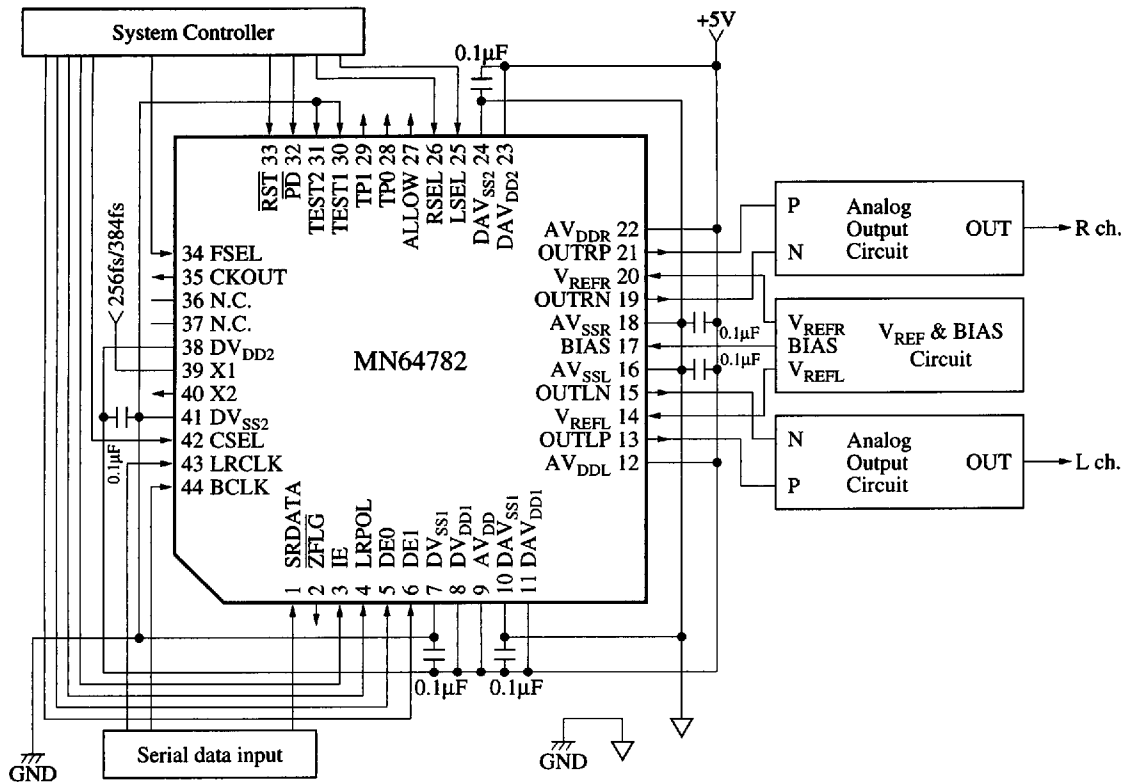 System Controller
+5V
0.1µF
RST 33
PD 32
TEST2 31
TEST1 30
TP1 29
TP0 28
ALLOW 27
RSEL 26
LSEL 25
DAVSS2 24
DAVDD2 23
256fs/384fs
34 FSEL
35 CKOUT
36 N.C.
37 N.C.
38 DVDD2
39 X1
40 X2
41 DVSS2
42 CSEL
43 LRCLK
44 BCLK
0.1µF
MN64782
AVDDR 22
OUTRP 21
VREFR 20
OUTRN 19
AVSSR 18
BIAS 17
AVSSL 16
OUTLN 15
VREFL 14
OUTLP 13
AVDDL 12
0.1µF
0.1µF
P
N
Analog
Output
Circuit
OUT
R ch.
VREFR
BIAS
VREFL
VREF & BIAS
Circuit
N
P
Analog
Output
Circuit
OUT
L ch.
1 SRDATA
2 ZFLG
3 IE
4 LRPOL
5 DE0
6 DE1
7 DVSS1
8 DVDD1
9 AVDD
10 DAVSS1
11 DAVDD1
0.1µF
0.1µF
Serial data input
GND
GND